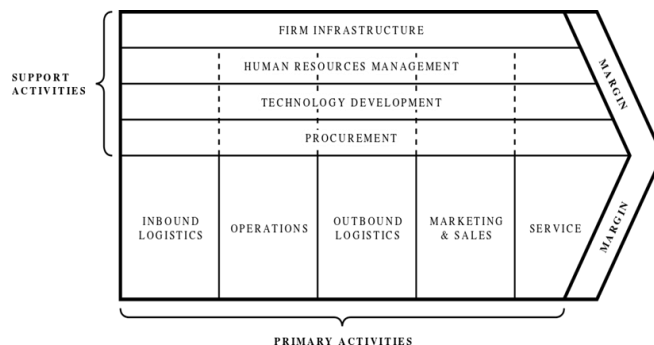 FIRM INFRASTRUCTURE
HUMAN RESOURCES MANAGEMENT
TECHNOLOGY DEVELOPMENT
PROCUREMENT
SUPPORT
ACTIVITIES
MARGIN
INBOUND
LOGISTICS
OPERATIONS
OUTBOUND
LOGISTICS
MARKETING
& SALES
SERVICE
MARGIN
PRIMARY ACTIVITIES